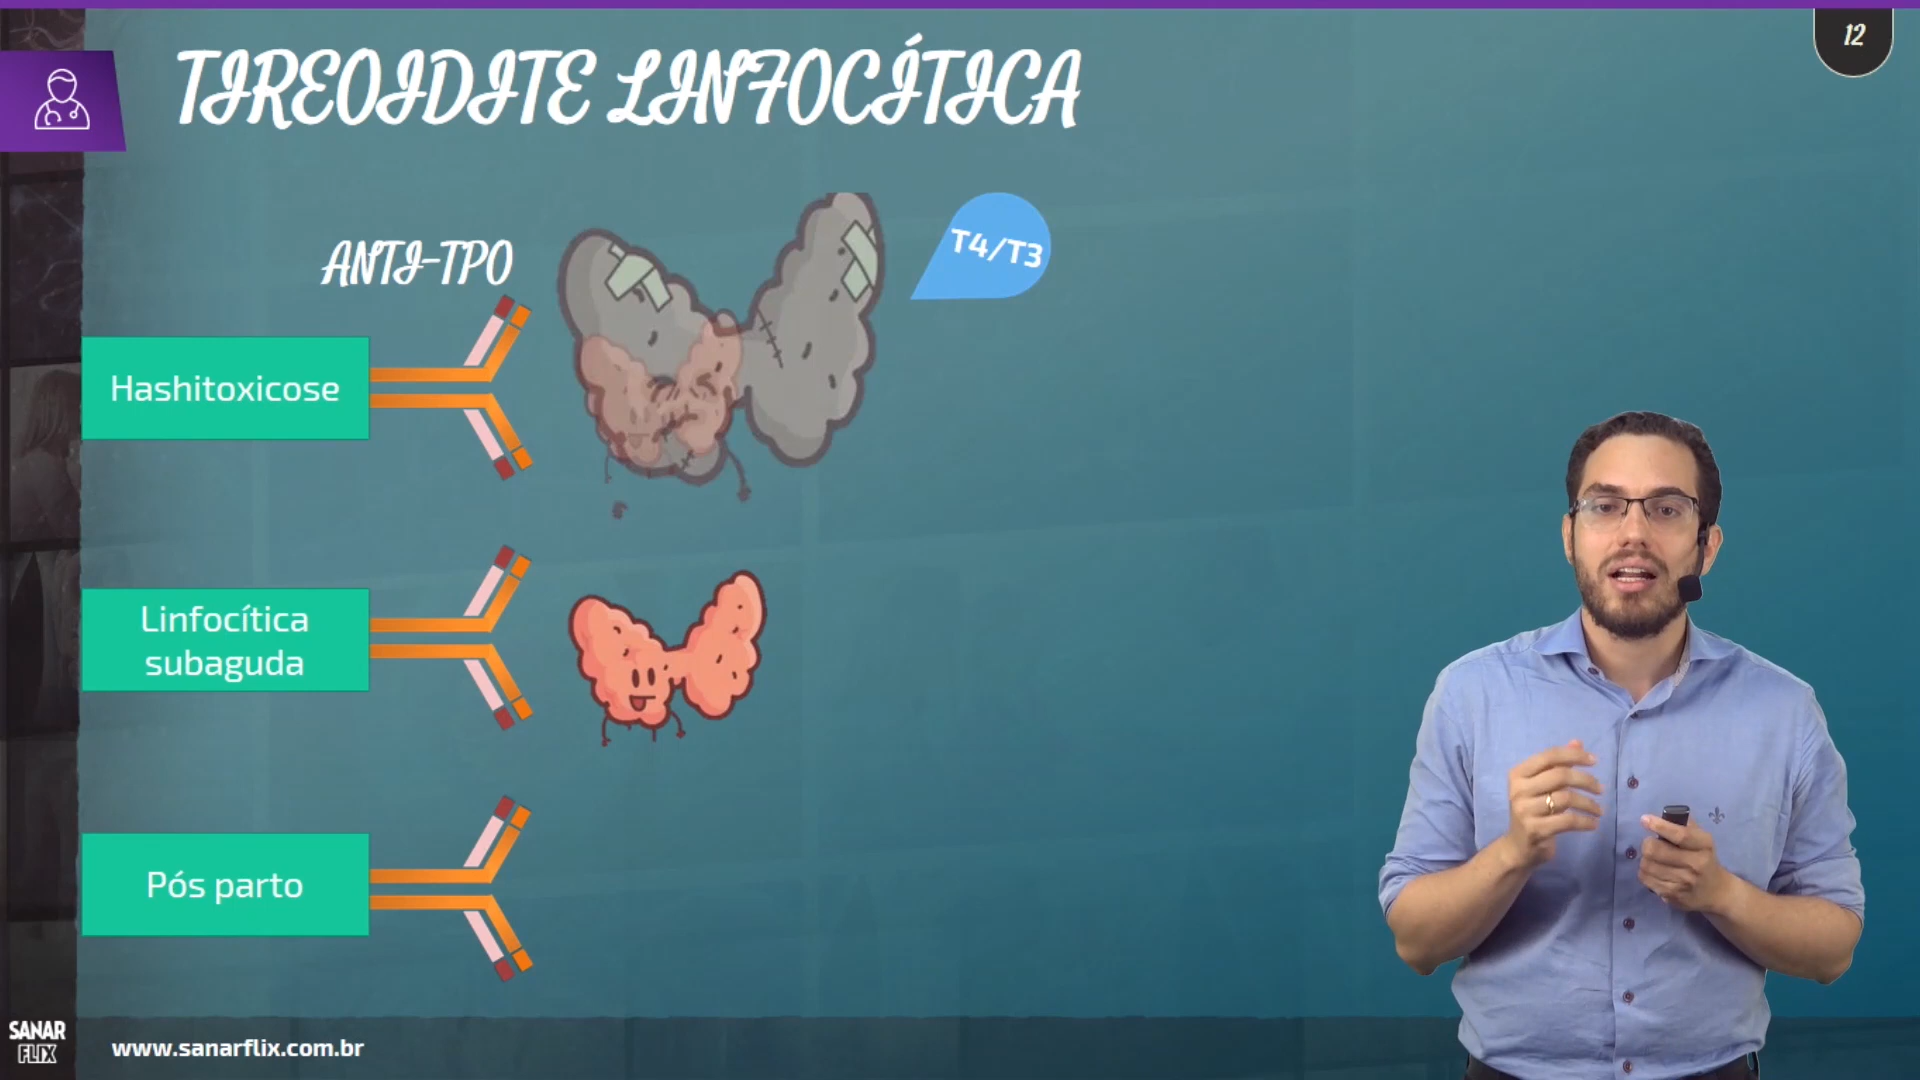 12
TIREOIDITE LINFOCÍTICA
ANTI-TPO
T4/T3
Hashitoxicose
Linfocítica
subaguda
Pós parto
SANAR
FLIX
www.sanarflix.com.br